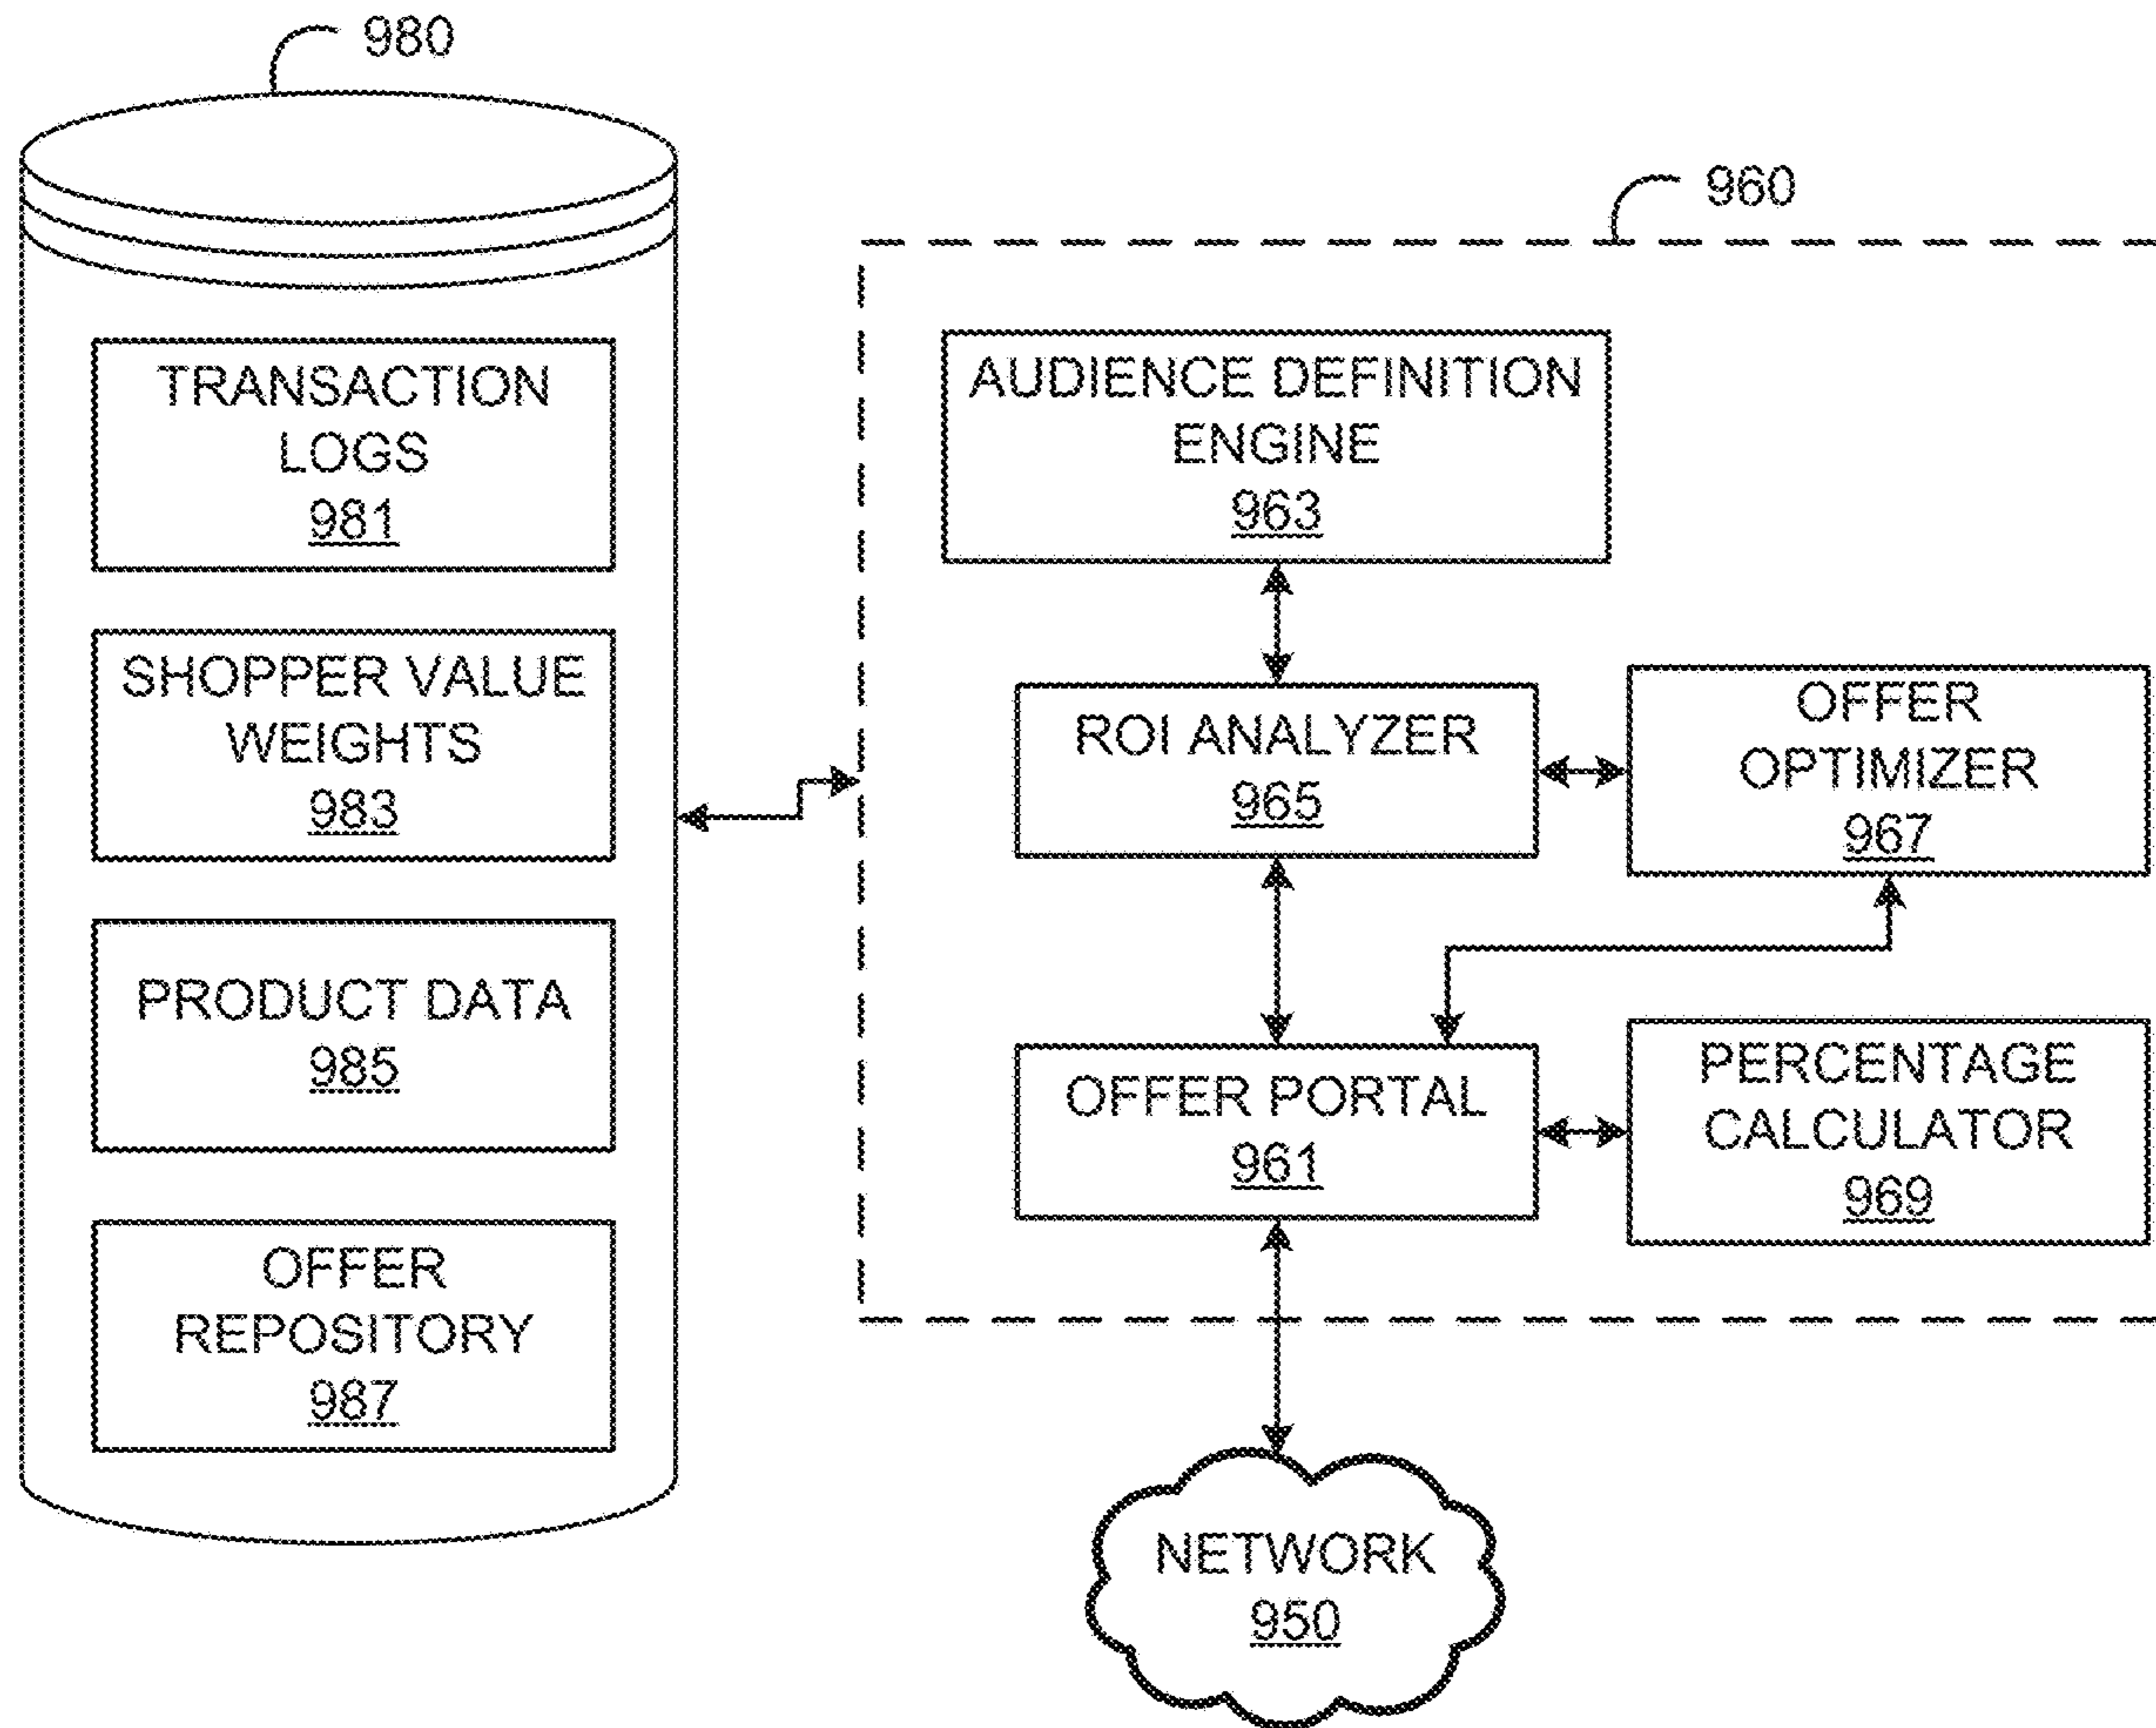 980
TRANSACTION
LOGS
981
SHOPPER VALUE
WEIGHTS
983
PRODUCT DATA
985
OFFER
REPOSITORY
987
960
AUDIENCE DEFINITION
ENGINE
963
ROI ANALYZER
965
OFFER
OPTIMIZER
967
OFFER PORTAL
961
PERCENTAGE
CALCULATOR
969
NETWORK
950